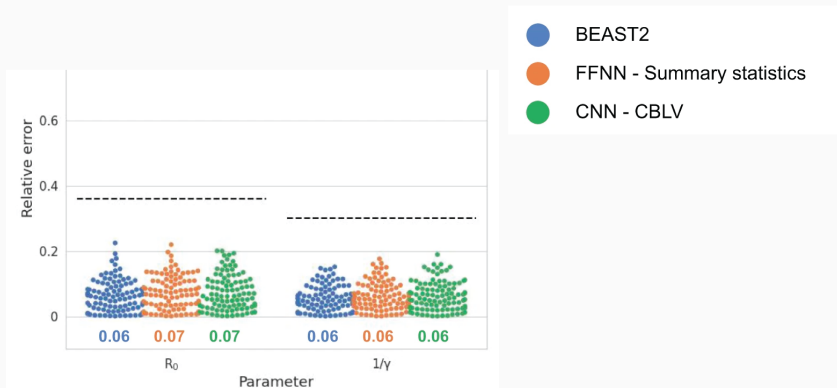 BEAST2
FFNN - Summary statistics
CNN - CBLV
Relative error
0.6
0.4
0.2
0
0.06 0.07 0.07 0.06 0.06 0.06
R₀ 1/γ
Parameter